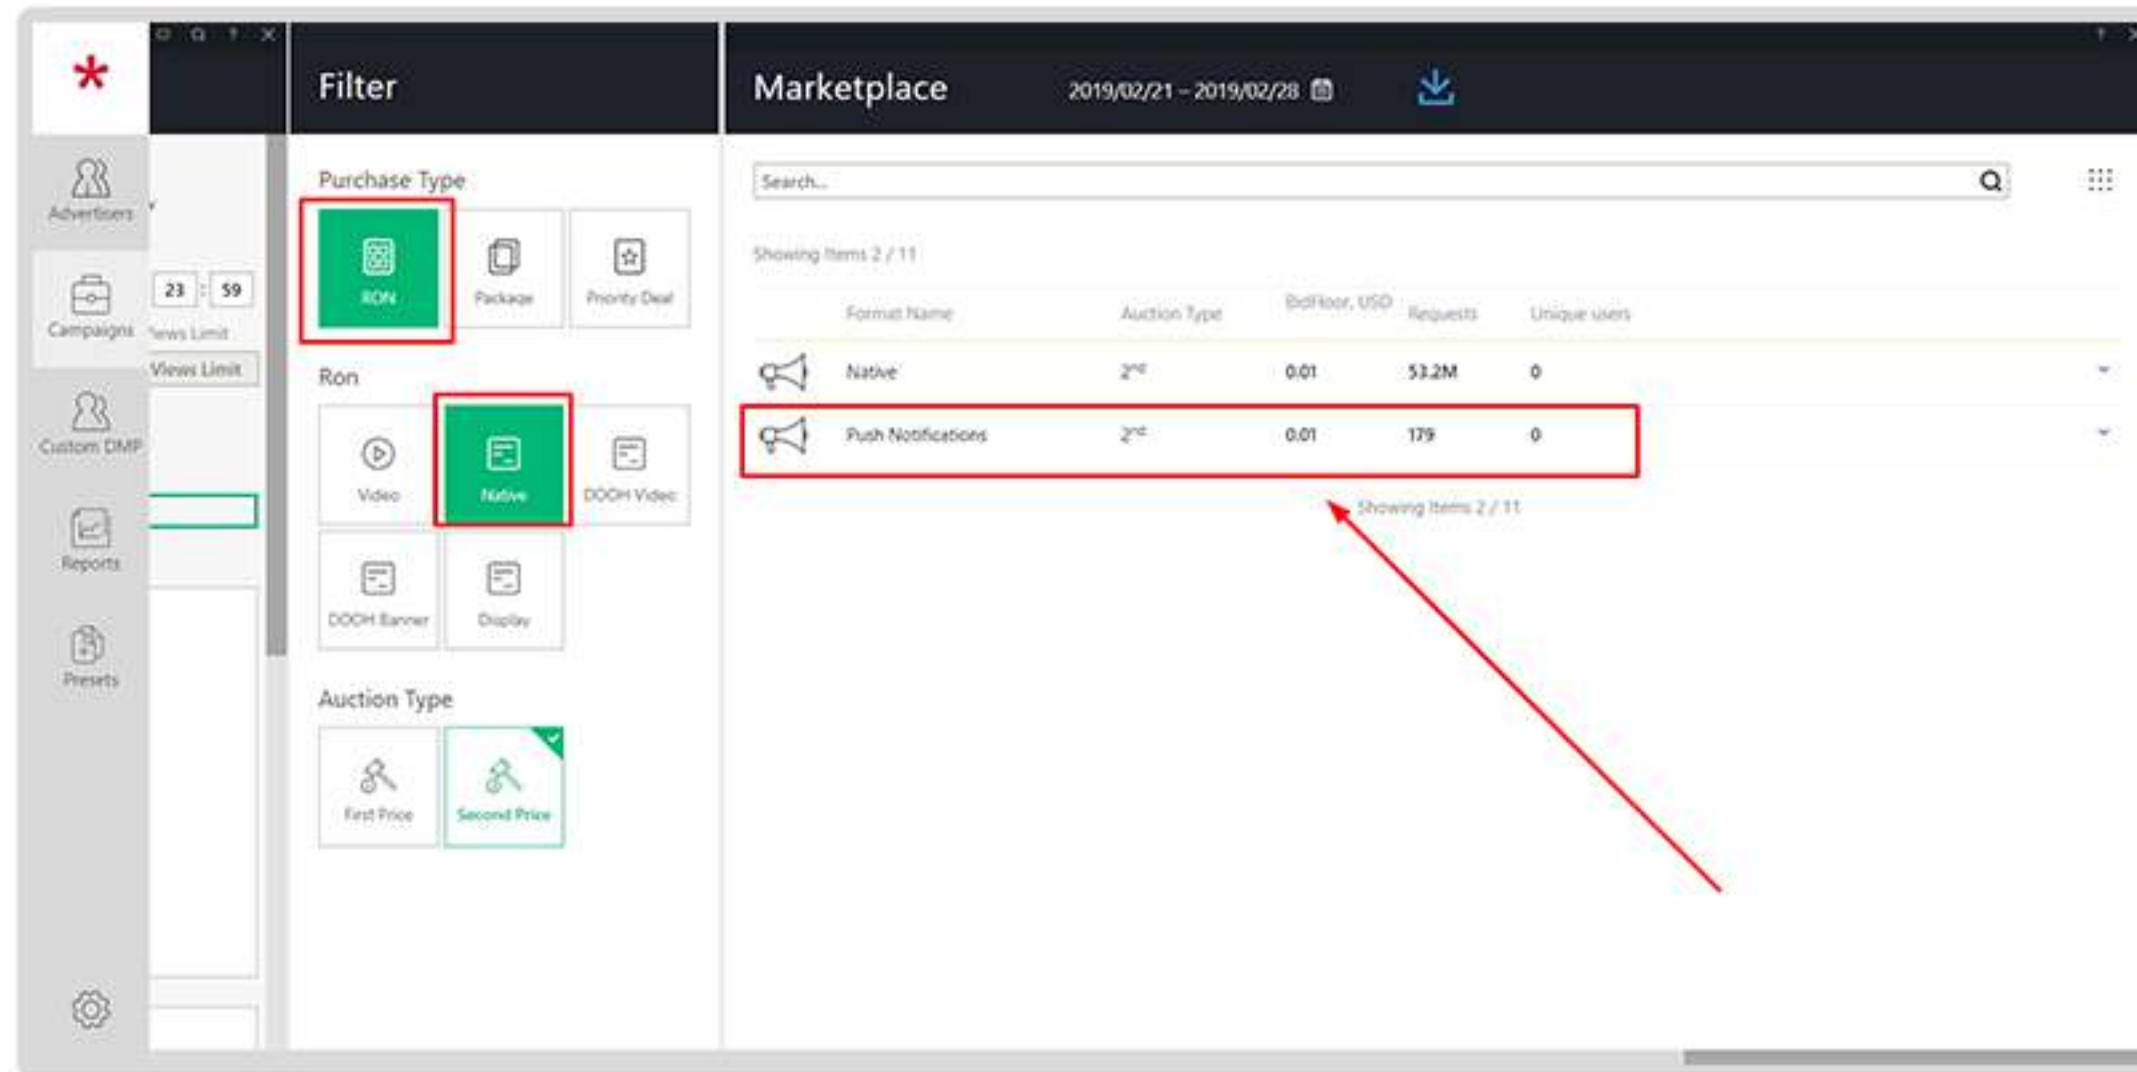 Filter
Marketplace
2019/02/21 – 2019/02/28
Advertisers
Campaigns
Custom DMP
Reports
Presets
23 : 59
Views Limit
Views Limit
Purchase Type
RON
Package
Priority Deal
Ron
Video
Native
DOOH Video
DOOH Banner
Display
Auction Type
First Price
Second Price
Search...
Showing Items 2 / 11
Format Name Auction Type BidFloor, USD Requests Unique users
Native 2nd 0.01 53.2M 0
Push Notifications 2nd 0.01 179 0
Showing Items 2 / 11